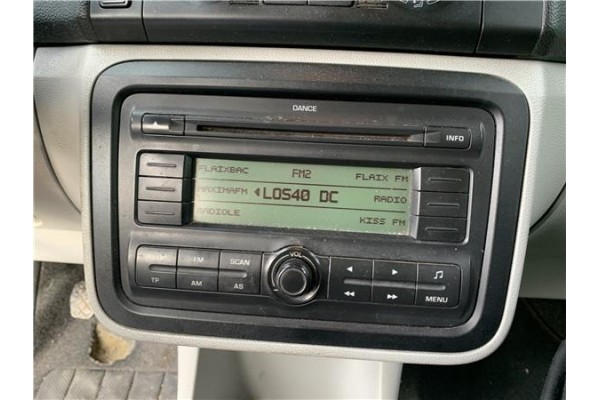 DANCE
INFO
FLAIXBAC FM2 FLAIX FM
MAXIMAFM LOS40 DC RADIO
RADIOLE KISS FM
FM SCAN VOL
TP AM AS MENU